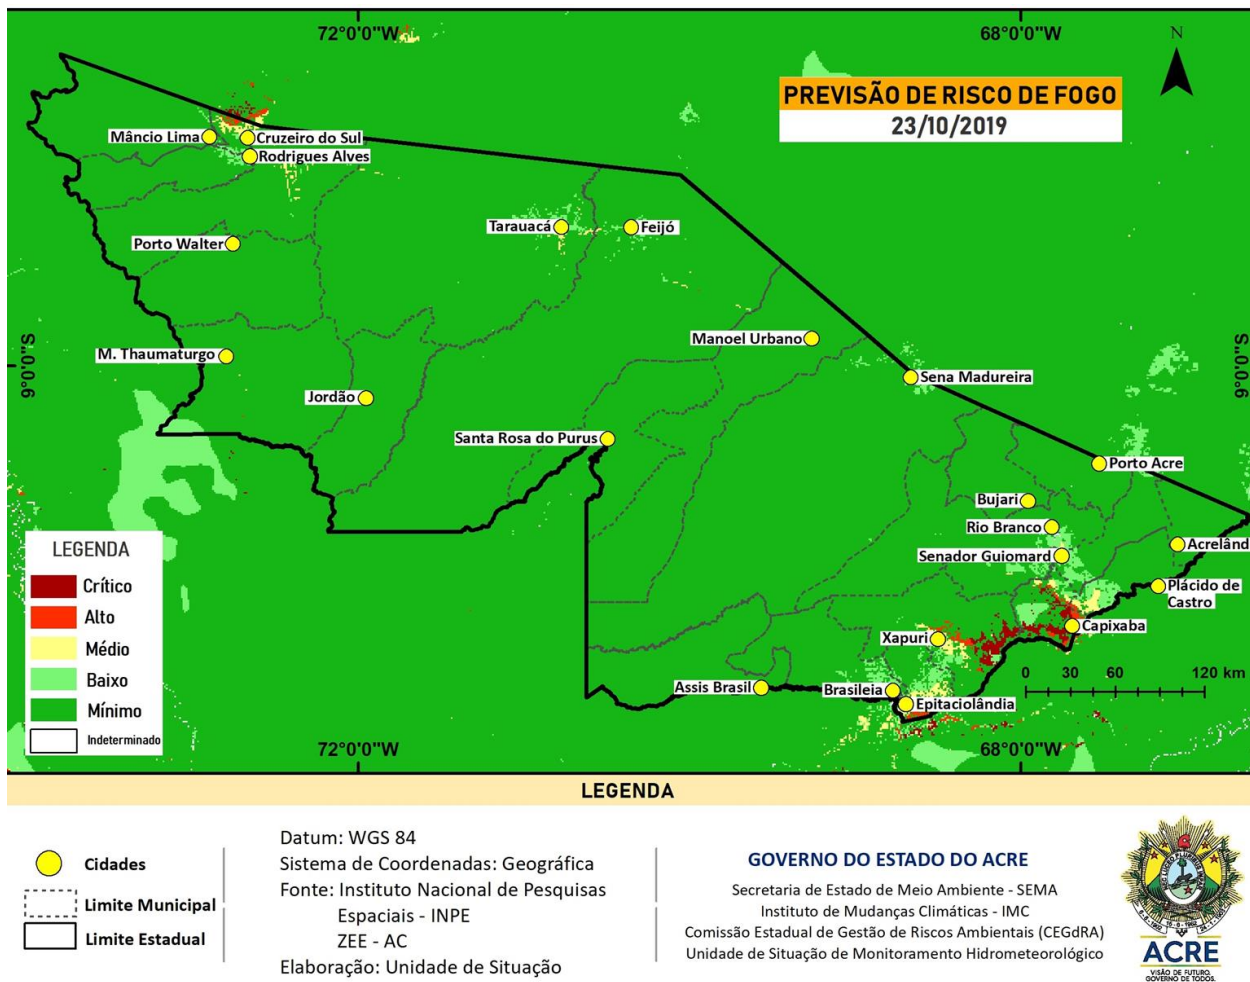 72°0'0"W
68°0'0"W
N
PREVISÃO DE RISCO DE FOGO
23/10/2019
Mâncio Lima
Cruzeiro do Sul
Rodrigues Alves
Tarauacá
Feijó
Porto Walter
Manoel Urbano
M. Thaumaturgo
9°0'0"S
9°0'0"S
Sena Madureira
Jordão
Santa Rosa do Purus
Porto Acre
Bujari
Rio Branco
Acrelând
Senador Guiomard
Plácido de
Castro
Capixaba
Xapuri
Assis Brasil
Brasileia
Epitaciolândia
0 30 60 120 km
LEGENDA
Crítico
Alto
Médio
Baixo
Mínimo
Indeterminado
72°0'0"W
68°0'0"W
LEGENDA
Cidades
Limite Municipal
Limite Estadual
Datum: WGS 84
Sistema de Coordenadas: Geográfica
Fonte: Instituto Nacional de Pesquisas
Espaciais - INPE
ZEE - AC
Elaboração: Unidade de Situação
GOVERNO DO ESTADO DO ACRE
Secretaria de Estado de Meio Ambiente - SEMA
Instituto de Mudanças Climáticas - IMC
Comissão Estadual de Gestão de Riscos Ambientais (CEGdRA)
Unidade de Situação de Monitoramento Hidrometeorológico
ACRE
VISÃO DE FUTURO.
GOVERNO DE TODOS.